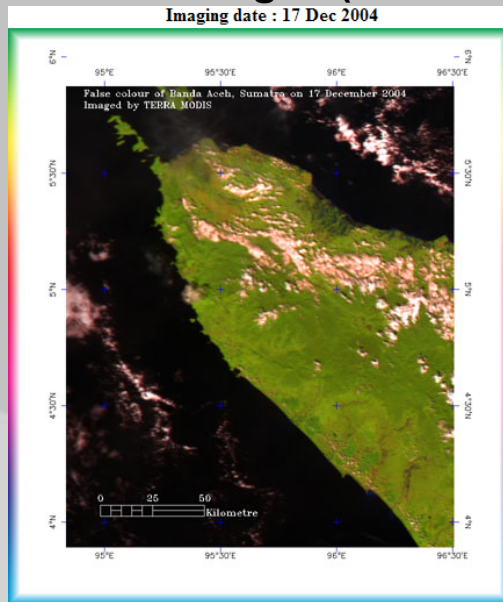 Imaging date : 17 Dec 2004
95°E 95°30'E 96°E 96°30'E
6°N 6°N
False colour of Banda Aceh, Sumatra on 17 December 2004
Imaged by TERRA MODIS
5°30'N 5°30'N
5°N 5°N
4°30'N 4°30'N
0 25 50
Kilometre
4°N 4°N
95°E 95°30'E 96°E 96°30'E